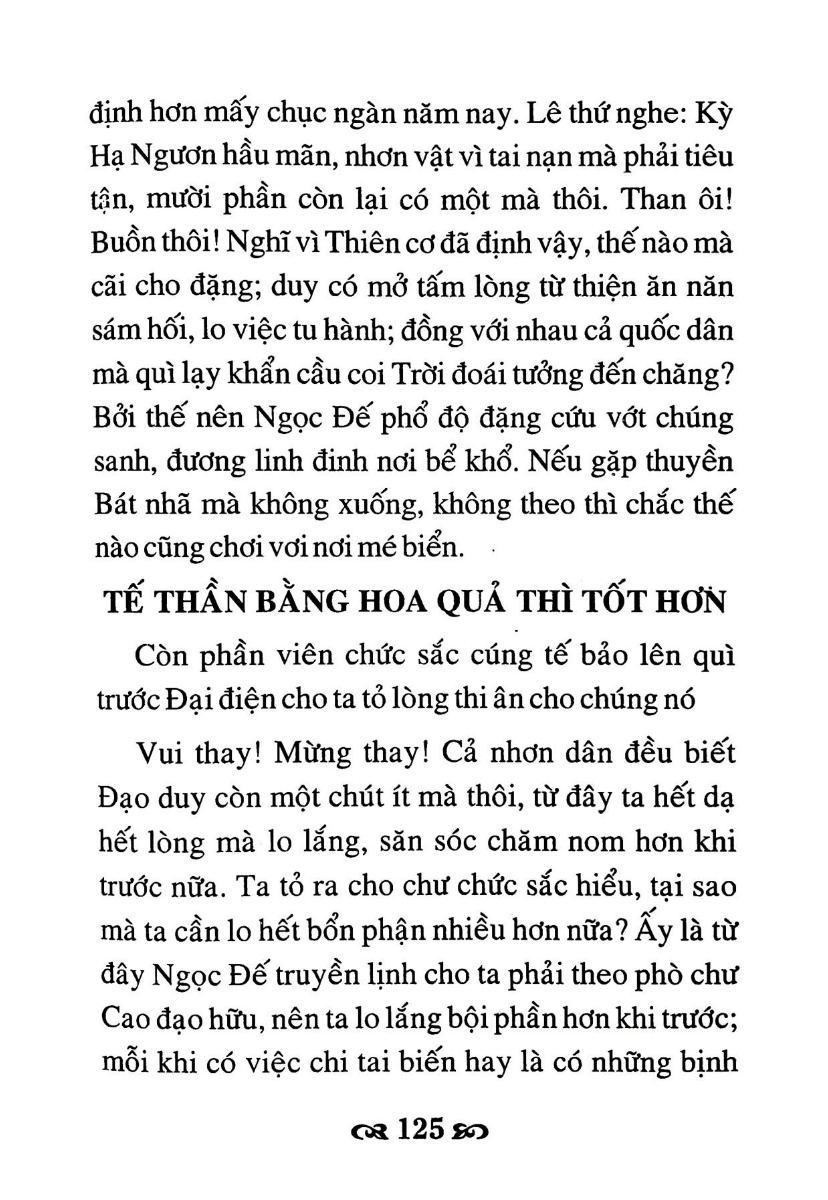 định hơn mấy chục ngàn năm nay. Lê thứ nghe: Kỳ
Hạ Ngươn hầu mãn, nhơn vật vì tai nạn mà phải tiêu
tận, mười phần còn lại có một mà thôi. Than ôi!
Buồn thôi! Nghĩ vì Thiên cơ đã định vậy, thế nào mà
cãi cho đặng; duy có mở tấm lòng từ thiện ăn năn
sám hối, lo việc tu hành; đồng với nhau cả quốc dân
mà quì lạy khẩn cầu coi Trời đoái tưởng đến chăng?
Bởi thế nên Ngọc Đế phổ độ đặng cứu vớt chúng
sanh, đương linh đinh nơi bể khổ. Nếu gặp thuyền
Bát nhã mà không xuống, không theo thì chắc thế
nào cũng chơi vơi nơi mé biển.
TẾ THẦN BẰNG HOA QUẢ THÌ TỐT HƠN
Còn phần viên chức sắc cúng tế bảo lên quì
trước Đại điện cho ta tỏ lòng thi ân cho chúng nó
Vui thay! Mừng thay! Cả nhơn dân đều biết
Đạo duy còn một chút ít mà thôi, từ đây ta hết dạ
hết lòng mà lo lắng, săn sóc chăm nom hơn khi
trước nữa. Ta tỏ ra cho chư chức sắc hiểu, tại sao
mà ta cần lo hết bổn phận nhiều hơn nữa? Ấy là từ
đây Ngọc Đế truyền lịnh cho ta phải theo phò chư
Cao đạo hữu, nên ta lo lắng bội phần hơn khi trước;
mỗi khi có việc chi tai biến hay là có những bịnh
125